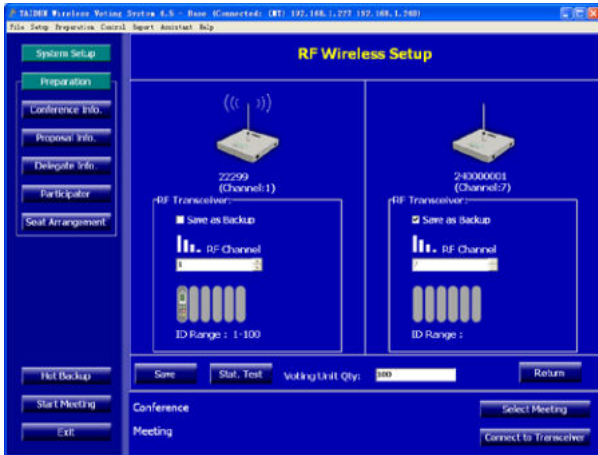 TAIDEN Wireless Voting System 4.5 - Base (Connected: (MT) 192.168.1.227 192.168.1.240)
File Setup Preparation Control Report Assistant Help
System Setup
RF Wireless Setup
Preparation
Conference Info.
Proposal Info.
Delegate Info.
Participator
Seat Arrangement
22299
(Channel:1)
240000001
(Channel:7)
RF Transceiver:
RF Transceiver:
Save as Backup
Save as Backup
RF Channel
RF Channel
1
7
ID Range : 1-100
ID Range :
Hot Backup
Save
Stat. Test
Voting Unit Qty:
100
Return
Start Meeting
Conference
Select Meeting
Exit
Meeting
Connect to Transceiver